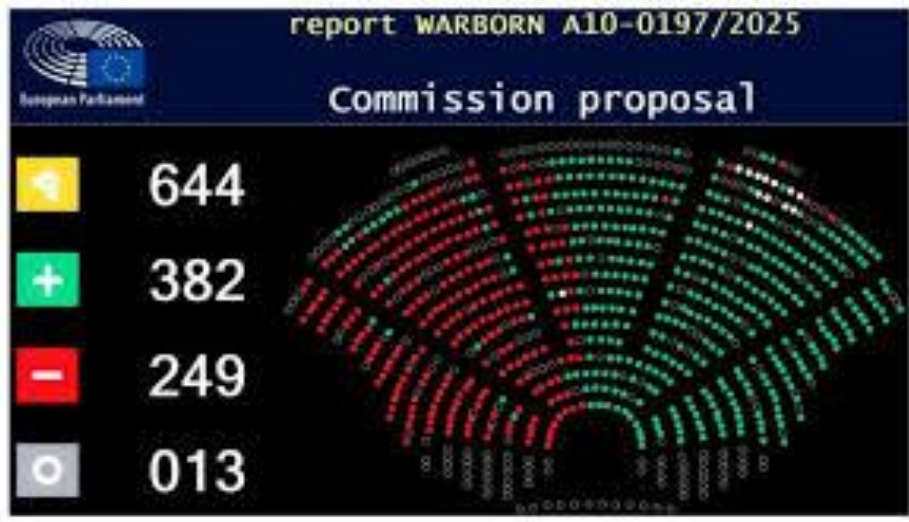 report WARBORN A10-0197/2025
European Parliament
Commission proposal
644
+ 382
- 249
O 013